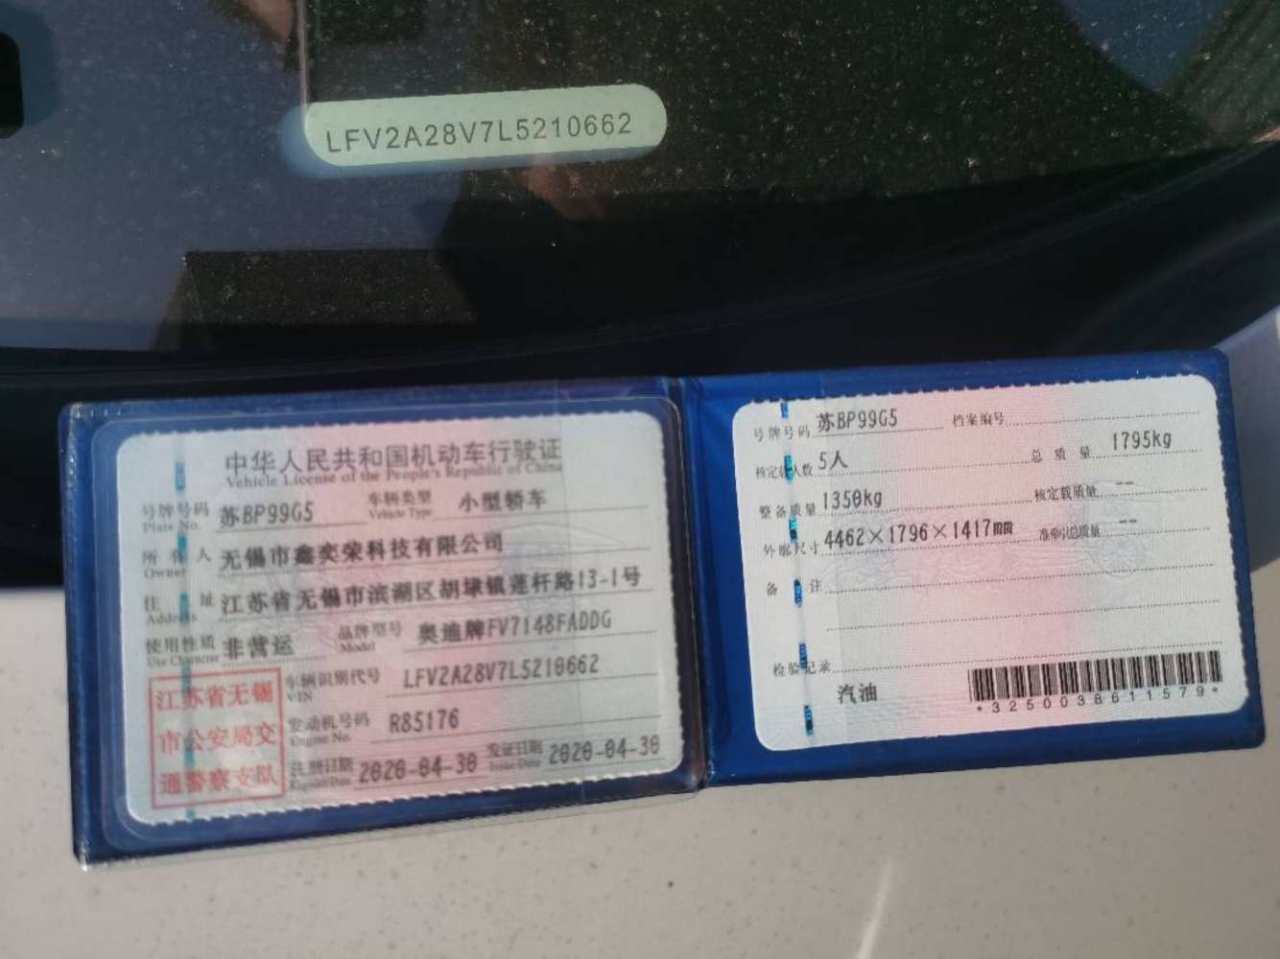 LFV2A28V7L5210662
中华人民共和国机动车行驶证
Vehicle License of the People's Republic of China
号牌号码 苏BP99G5 车辆类型 小型轿车
Plate No. Vehicle Type
所有人 无锡市鑫奕荣科技有限公司
Owner
住址 江苏省无锡市滨湖区胡埭镇莲杆路13-1号
Address
使用性质 非营运 品牌型号 奥迪牌FV7148FADDG
Use Character Model
车辆识别代号 LFV2A28V7L5210662
VIN
发动机号码 R85176
Engine No.
注册日期 2020-04-30 发证日期 2020-04-30
Register Date Issue Date
江苏省无锡
市公安局交
通警察支队
号牌号码 苏BP99G5 档案编号
核定载人数 5人 总质量 1795kg
整备质量 1350kg 核定载质量 --
外廓尺寸 4462×1796×1417mm 准牵引总质量 --
备注
检验记录
汽油
*3250038611579*